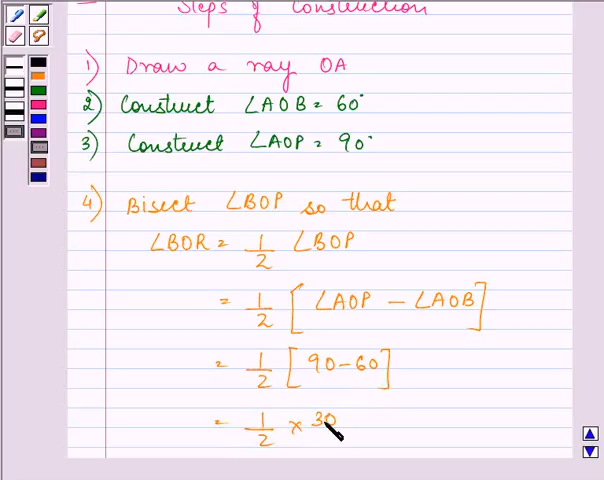 Steps of Construction
1) Draw a ray OA
2) Construct ∠AOB = 60°
3) Construct ∠AOP = 90°
4) Bisect ∠BOP so that
∠BOR = 1/2 ∠BOP
= 1/2 [∠AOP - ∠AOB]
= 1/2 [90-60]
= 1/2 × 30